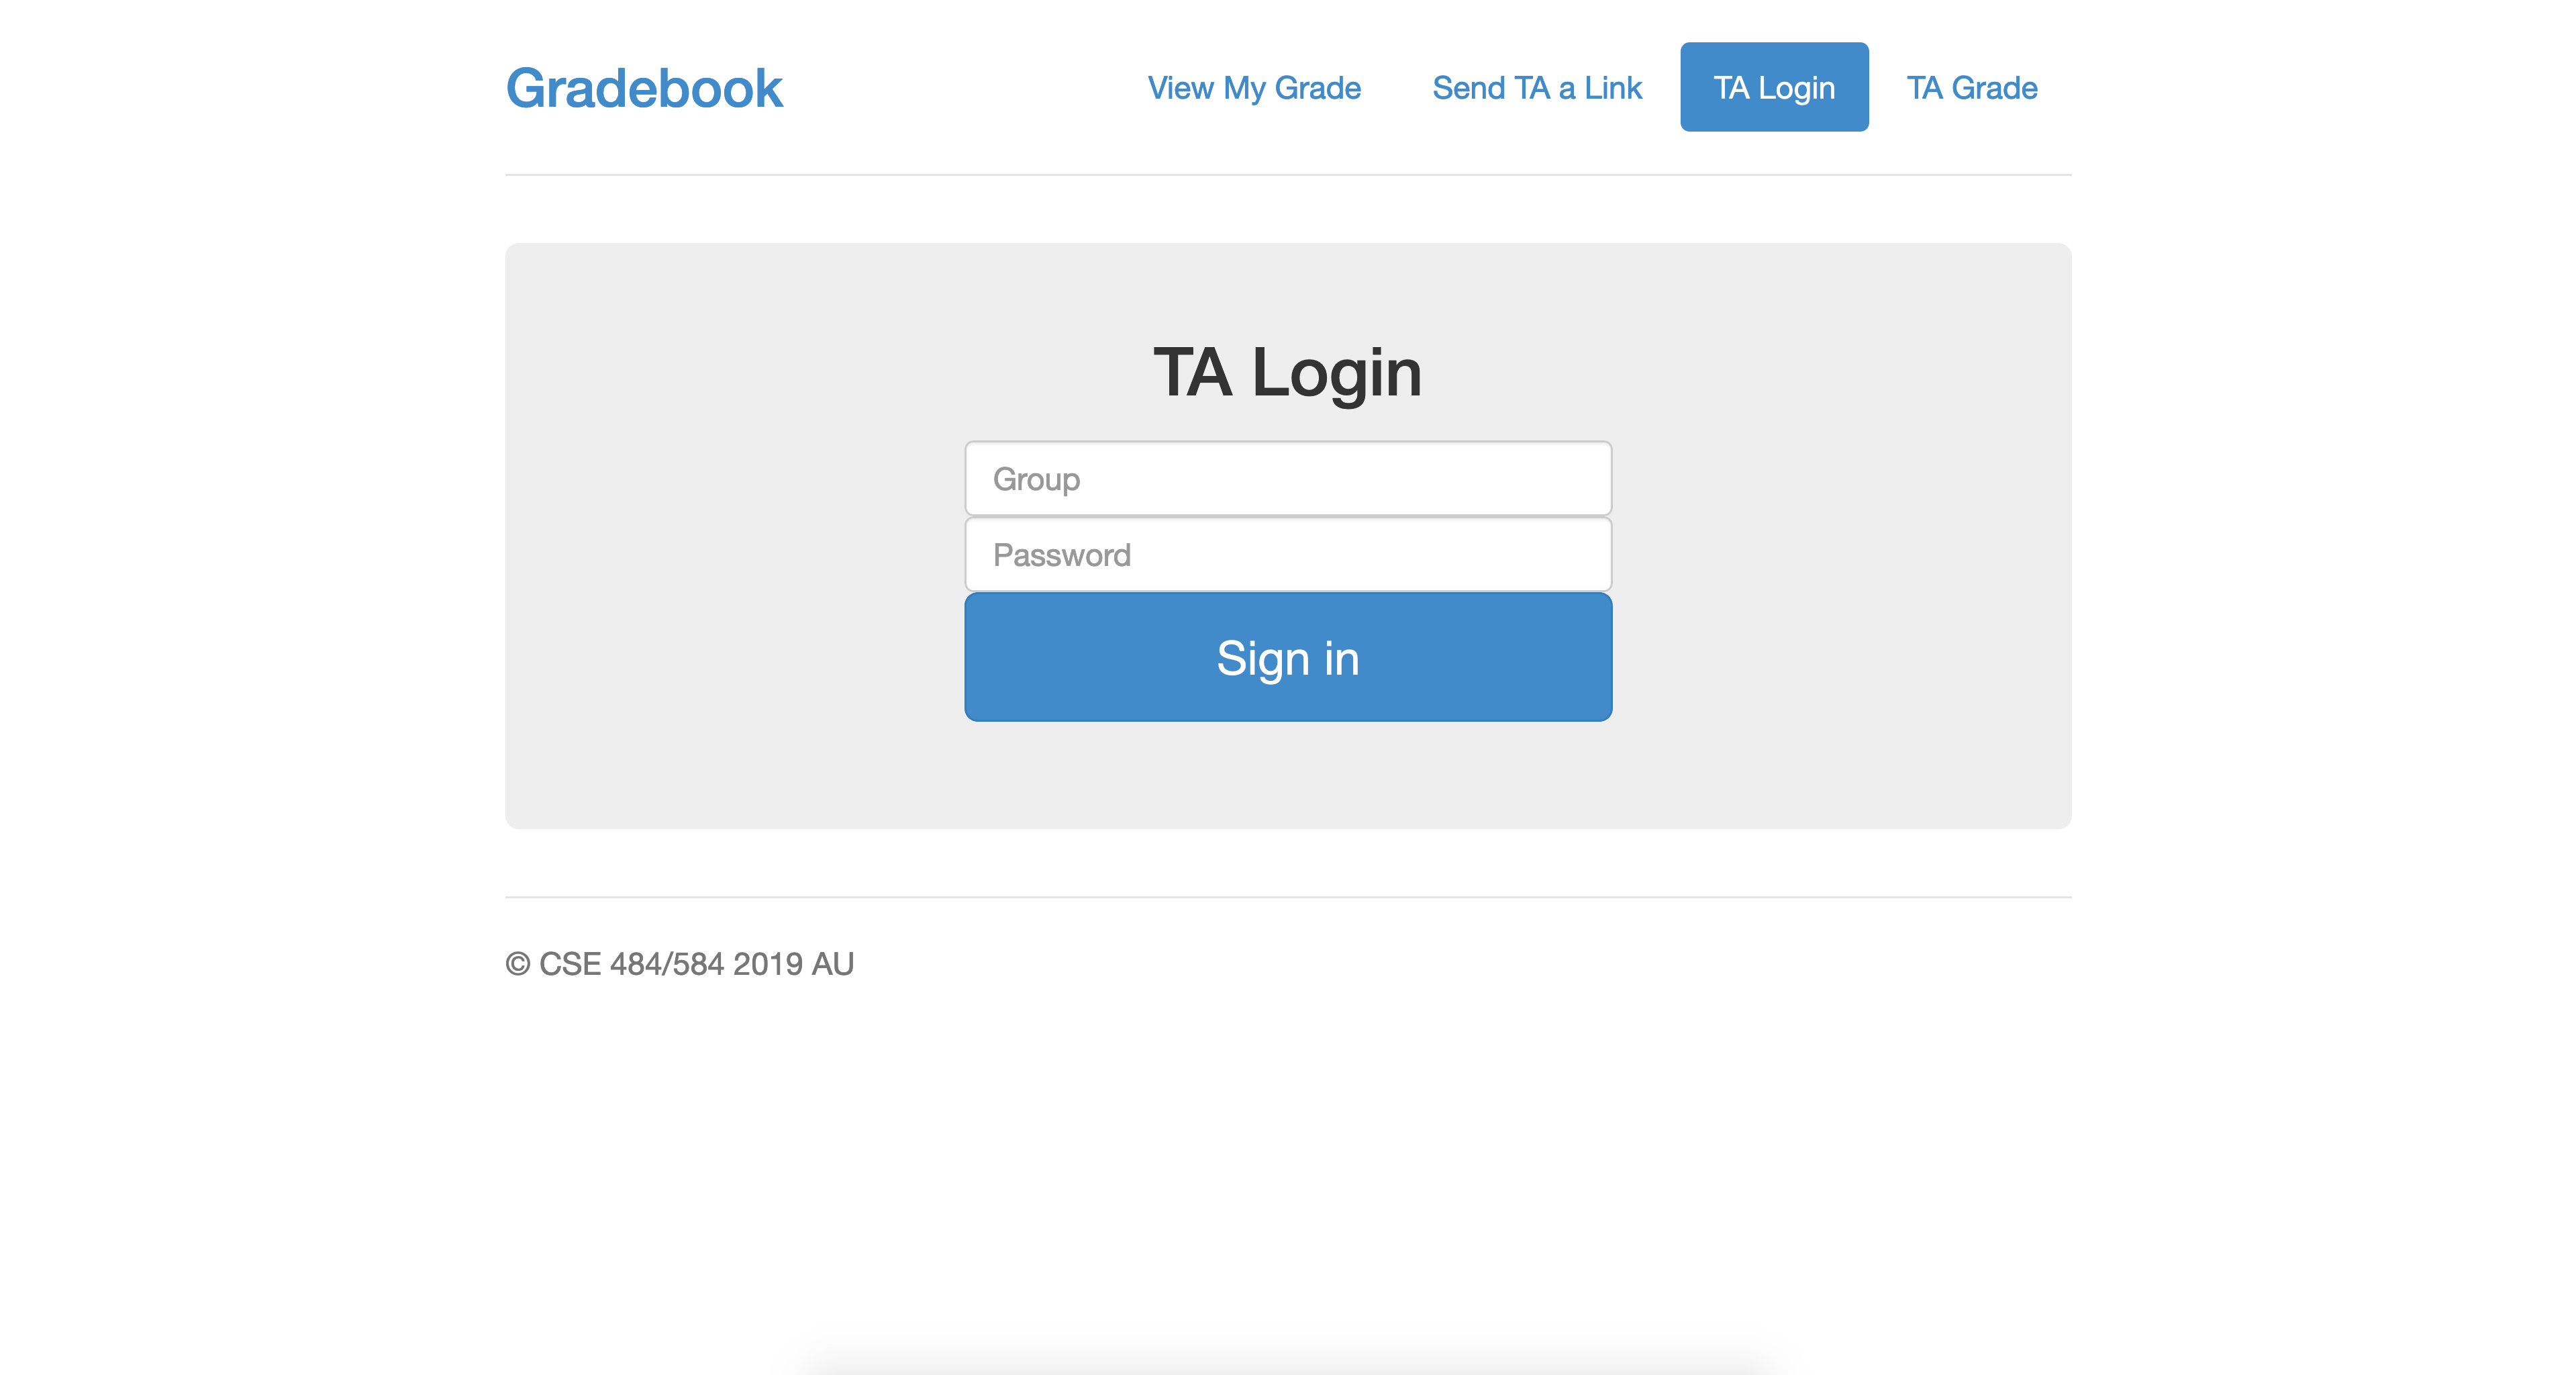 Gradebook
View My Grade
Send TA a Link
TA Login
TA Grade
TA Login
Group
Password
Sign in
© CSE 484/584 2019 AU